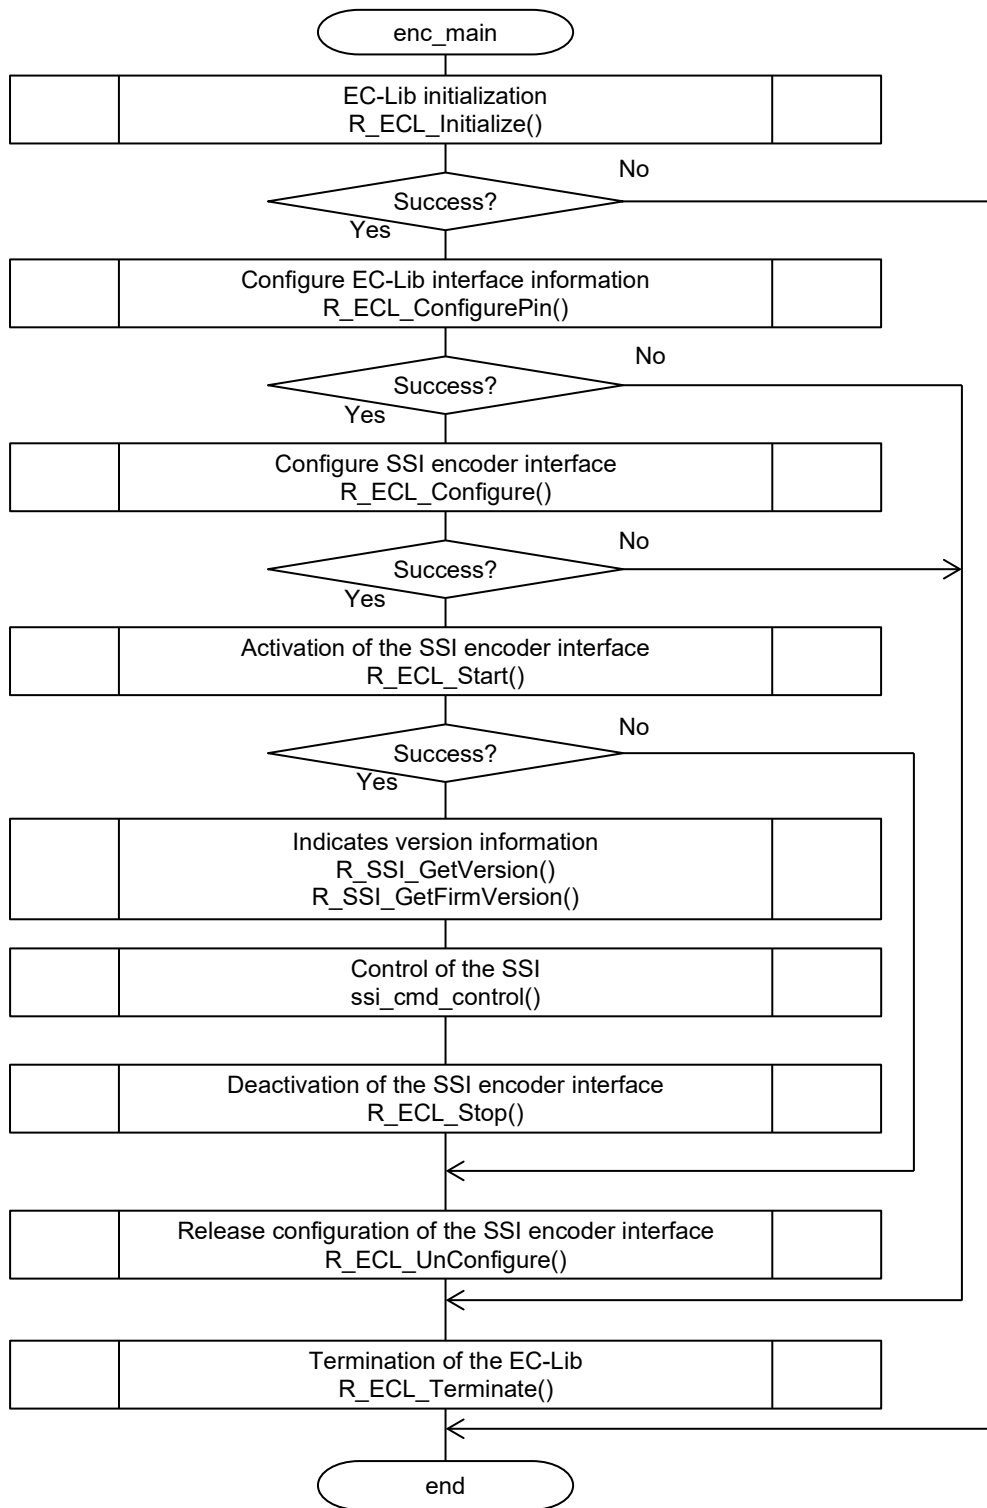 enc_main
EC-Lib initialization
R_ECL_Initialize()
No
Success?
Yes
Configure EC-Lib interface information
R_ECL_ConfigurePin()
No
Success?
Yes
Configure SSI encoder interface
R_ECL_Configure()
No
Success?
Yes
Activation of the SSI encoder interface
R_ECL_Start()
No
Success?
Yes
Indicates version information
R_SSI_GetVersion()
R_SSI_GetFirmVersion()
Control of the SSI
ssi_cmd_control()
Deactivation of the SSI encoder interface
R_ECL_Stop()
Release configuration of the SSI encoder interface
R_ECL_UnConfigure()
Termination of the EC-Lib
R_ECL_Terminate()
end